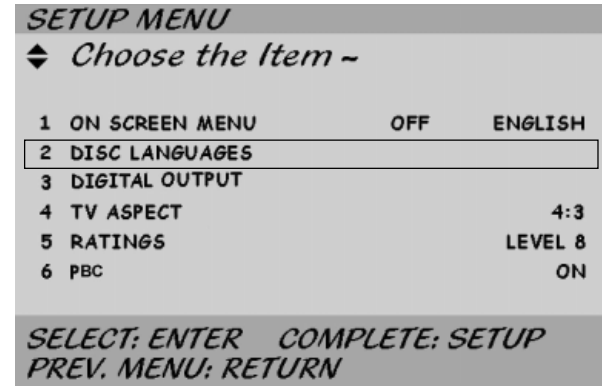 SETUP MENU
Choose the Item ~
1 ON SCREEN MENU OFF ENGLISH
2 DISC LANGUAGES
3 DIGITAL OUTPUT
4 TV ASPECT 4:3
5 RATINGS LEVEL 8
6 PBC ON
SELECT: ENTER COMPLETE: SETUP
PREV. MENU: RETURN